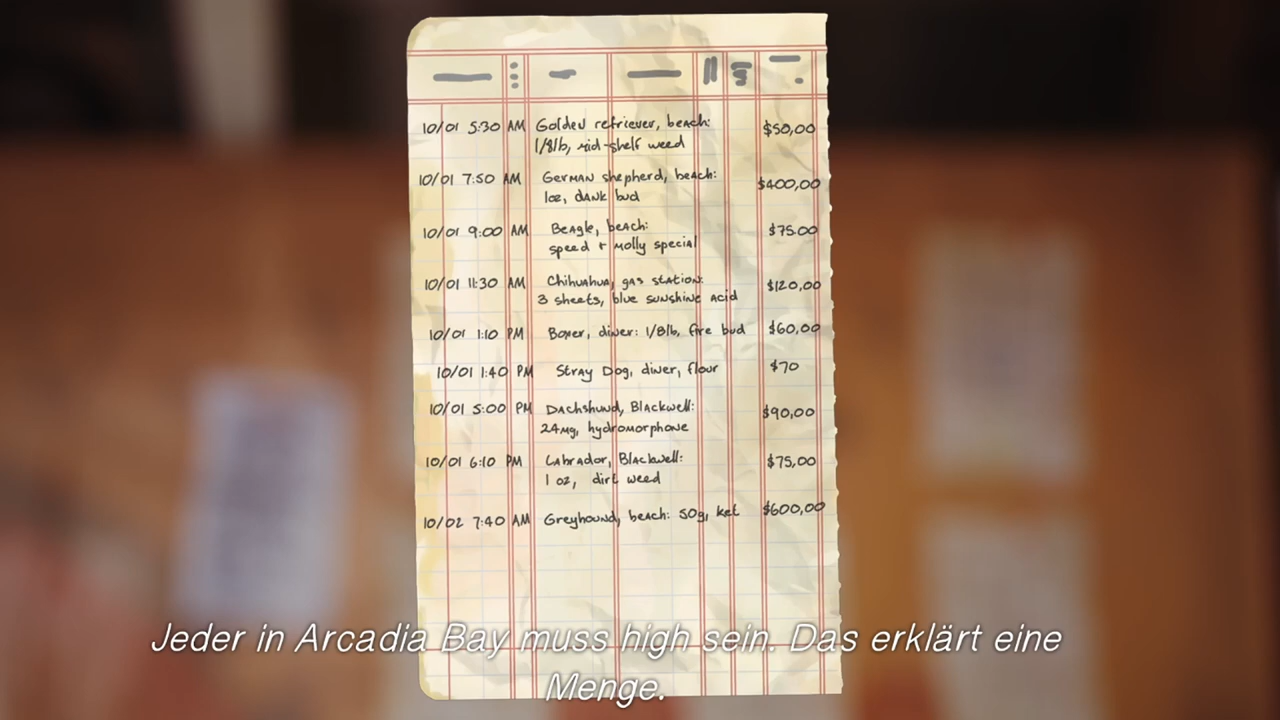 10/01 5:30 AM Golden retriever, beach: $50,00
1/8lb, mid-shelf weed
10/01 7:50 AM German shepherd, beach: $400,00
1oz, dank bud
10/01 9:00 AM Beagle, beach: $75.00
speed + Molly special
10/01 11:30 AM Chihuahua, gas station: $120,00
3 sheets, blue sunshine acid
10/01 1:10 PM Boxer, diner: 1/8lb, fire bud $60,00
10/01 1:40 PM Stray Dog, diner, flour $70
10/01 5:00 PM Dachshund, Blackwell: $90,00
24mg, hydromorphone
10/01 6:10 PM Labrador, Blackwell: $75,00
1 oz, dirt weed
10/02 7:40 AM Greyhound, beach: 50g, ket $600,00
Jeder in Arcadia Bay muss high sein. Das erklärt eine
Menge.